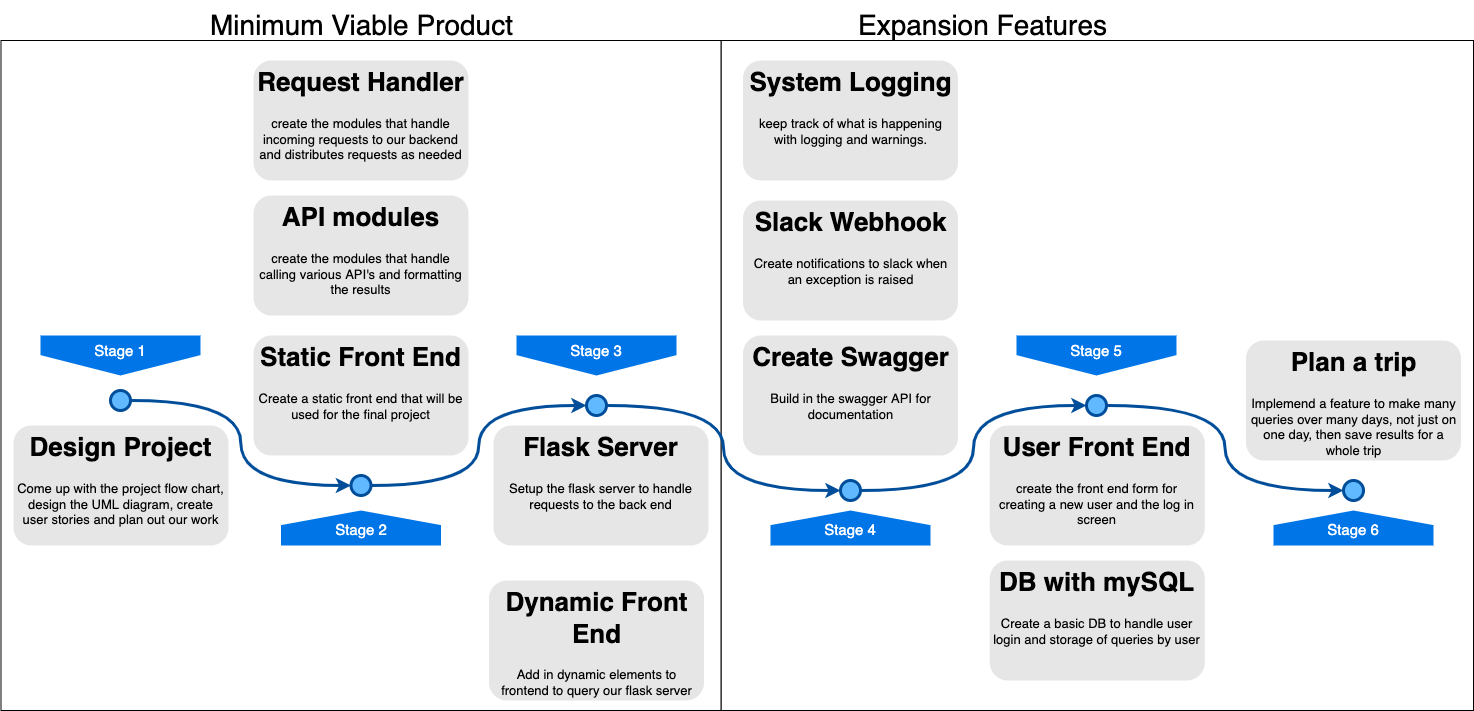 Minimum Viable Product
Expansion Features
Stage 1
Design Project
Come up with the project flow chart,
design the UML diagram, create
user stories and plan out our work
Request Handler
create the modules that handle
incoming requests to our backend
and distributes requests as needed
API modules
create the modules that handle
calling various API's and formatting
the results
Static Front End
Create a static front end that will be
used for the final project
Stage 2
Stage 3
Flask Server
Setup the flask server to handle
requests to the back end
Dynamic Front
End
Add in dynamic elements to
frontend to query our flask server
System Logging
keep track of what is happening
with logging and warnings.
Slack Webhook
Create notifications to slack when
an exception is raised
Create Swagger
Build in the swagger API for
documentation
Stage 4
Stage 5
User Front End
create the front end form for
creating a new user and the log in
screen
DB with mySQL
Create a basic DB to handle user
login and storage of queries by user
Plan a trip
Implemend a feature to make many
queries over many days, not just on
one day, then save results for a
whole trip
Stage 6